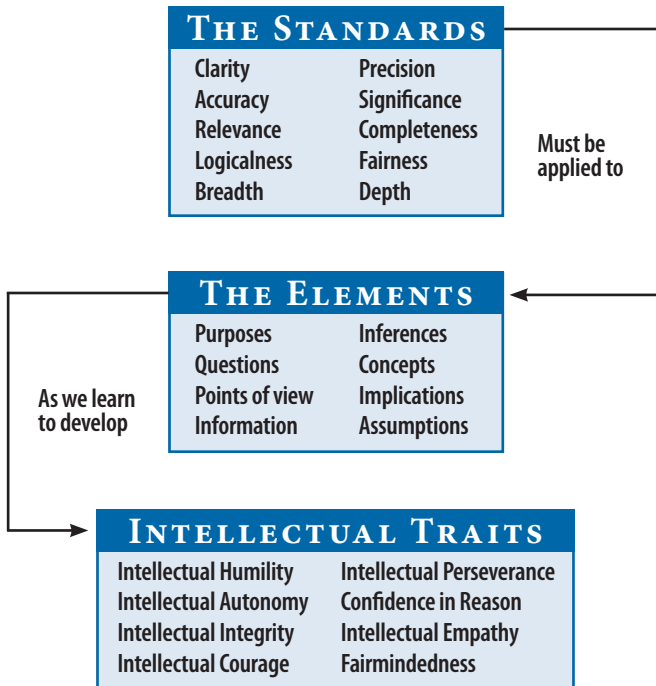 THE STANDARDS
Clarity Precision
Accuracy Significance
Relevance Completeness
Logicalness Fairness
Breadth Depth
Must be
applied to
THE ELEMENTS
Purposes Inferences
Questions Concepts
Points of view Implications
Information Assumptions
As we learn
to develop
INTELLECTUAL TRAITS
Intellectual Humility Intellectual Perseverance
Intellectual Autonomy Confidence in Reason
Intellectual Integrity Intellectual Empathy
Intellectual Courage Fairmindedness